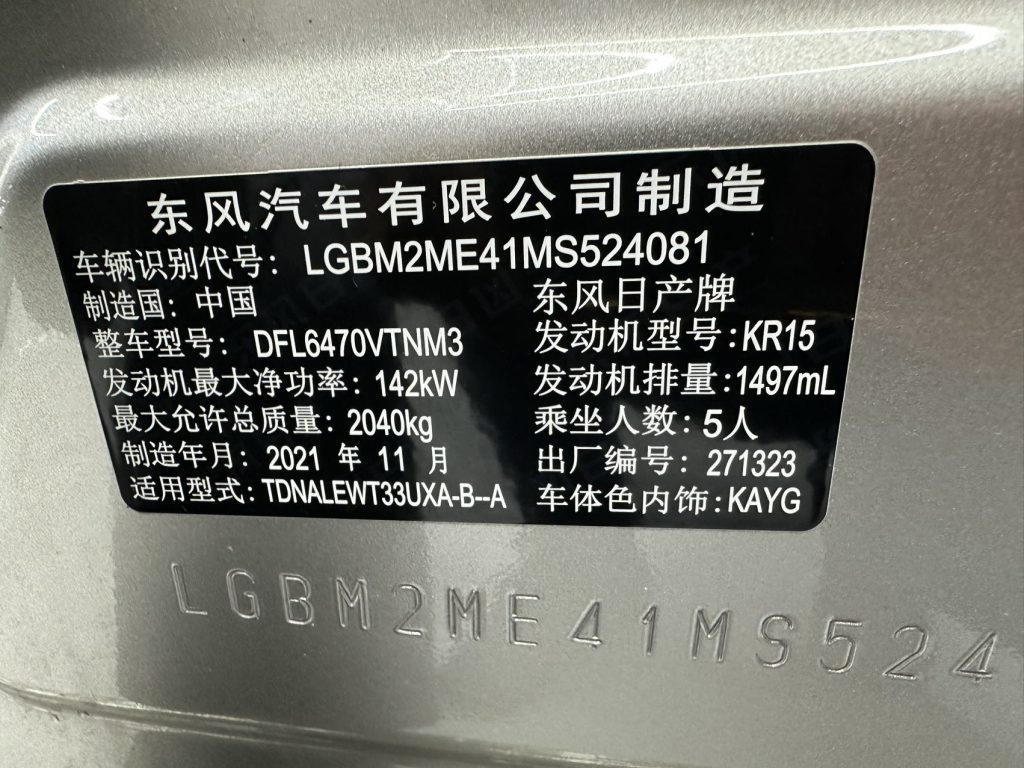 东风汽车有限公司制造
车辆识别代号: LGBM2ME41MS524081
制造国: 中国 东风日产牌
整车型号: DFL6470VTNM3 发动机型号:KR15
发动机最大净功率: 142kW 发动机排量:1497mL
最大允许总质量: 2040kg 乘坐人数: 5人
制造年月: 2021 年 11 月 出厂编号: 271323
适用型式: TDNALEWT33UXA-B--A 车体色内饰:KAYG
LGBM2ME41MS524